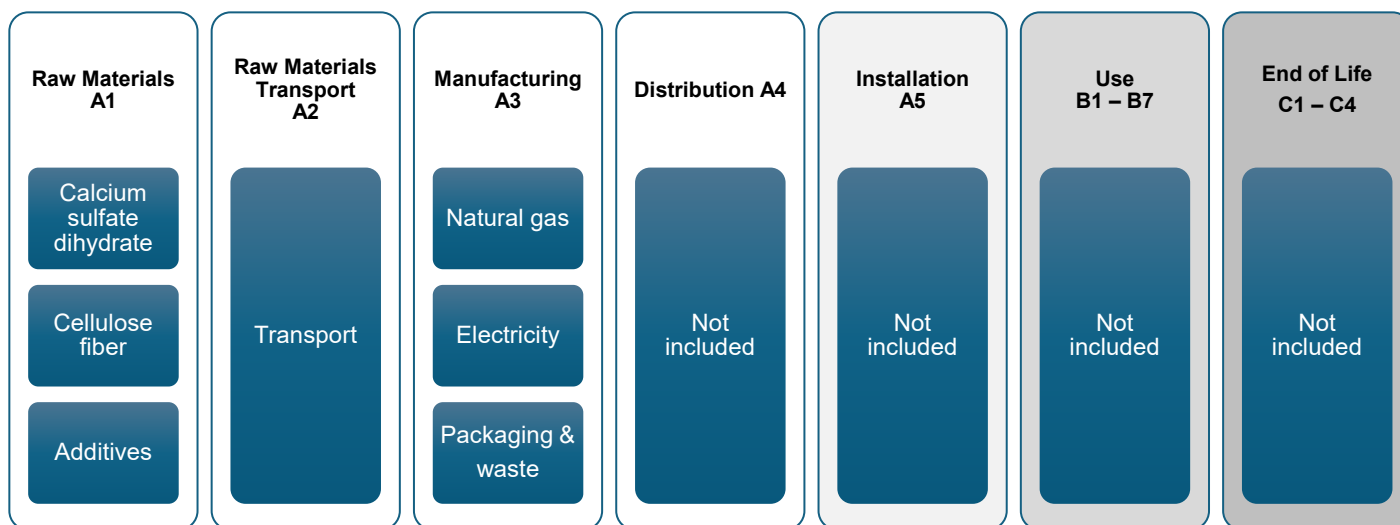 Raw Materials
A1
Calcium
sulfate
dihydrate
Cellulose
fiber
Additives
Raw Materials
Transport
A2
Transport
Manufacturing
A3
Natural gas
Electricity
Packaging &
waste
Distribution A4
Not
included
Installation
A5
Not
included
Use
B1 – B7
Not
included
End of Life
C1 – C4
Not
included